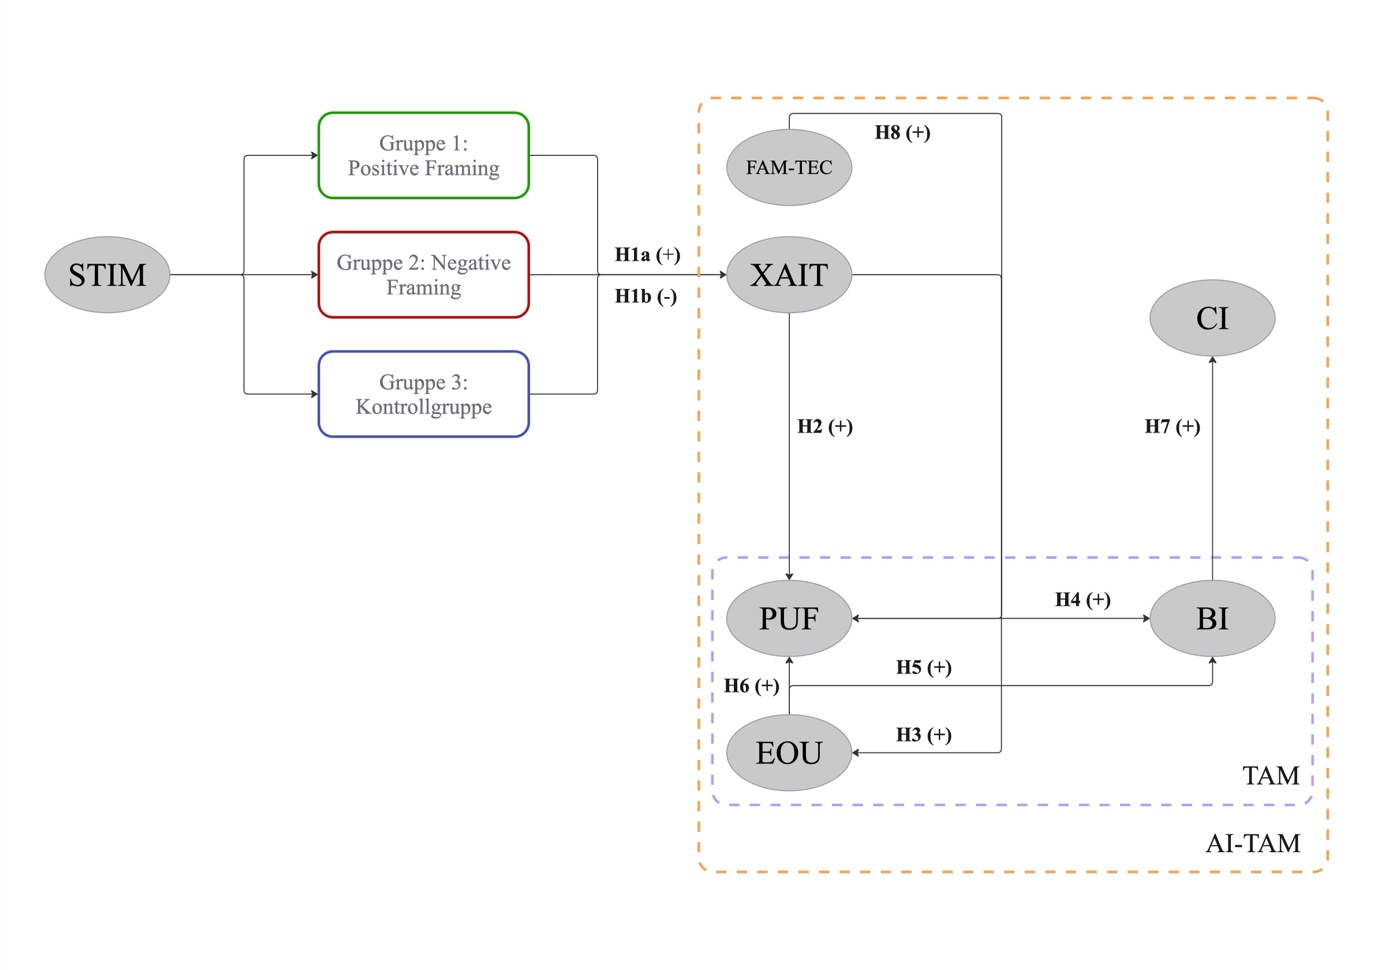 STIM
Gruppe 1:
Positive Framing
Gruppe 2: Negative
Framing
Gruppe 3:
Kontrollgruppe
H1a (+)
H1b (-)
H8 (+)
FAM-TEC
XAIT
CI
H2 (+)
H7 (+)
PUF
H4 (+)
BI
H5 (+)
H6 (+)
H3 (+)
EOU
TAM
AI-TAM